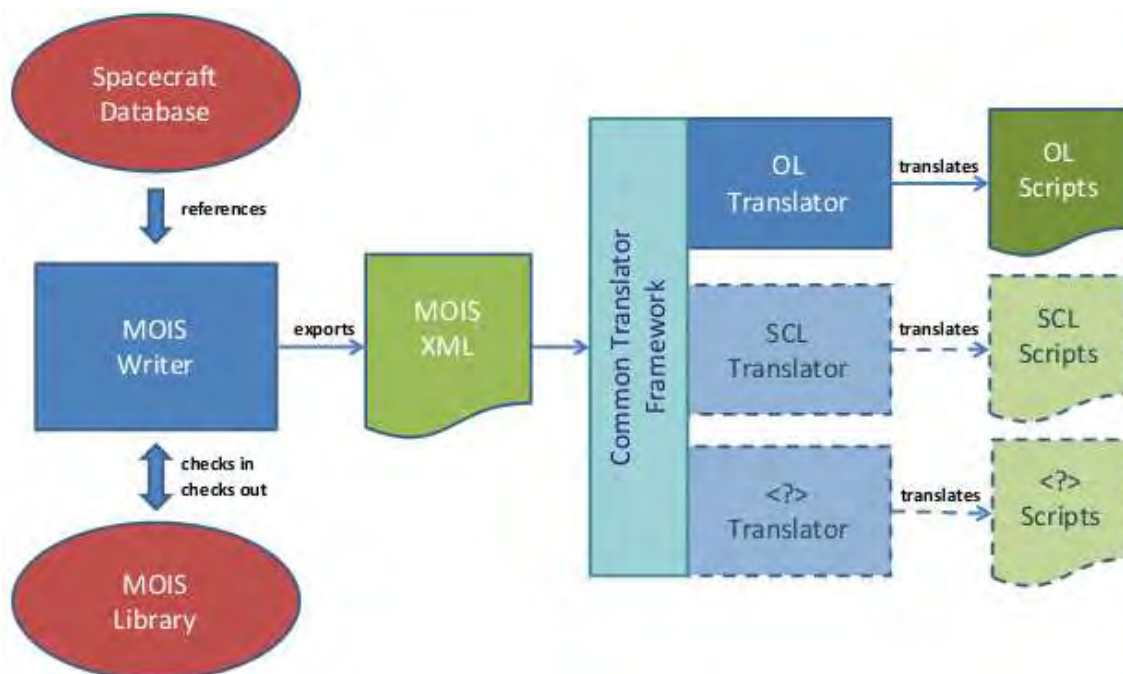 Spacecraft
Database
references
MOIS
Writer
exports
MOIS
XML
checks in
checks out
MOIS
Library
Common Translator
Framework
OL
Translator
translates
OL
Scripts
SCL
Translator
translates
SCL
Scripts
<?>
Translator
translates
<?>
Scripts